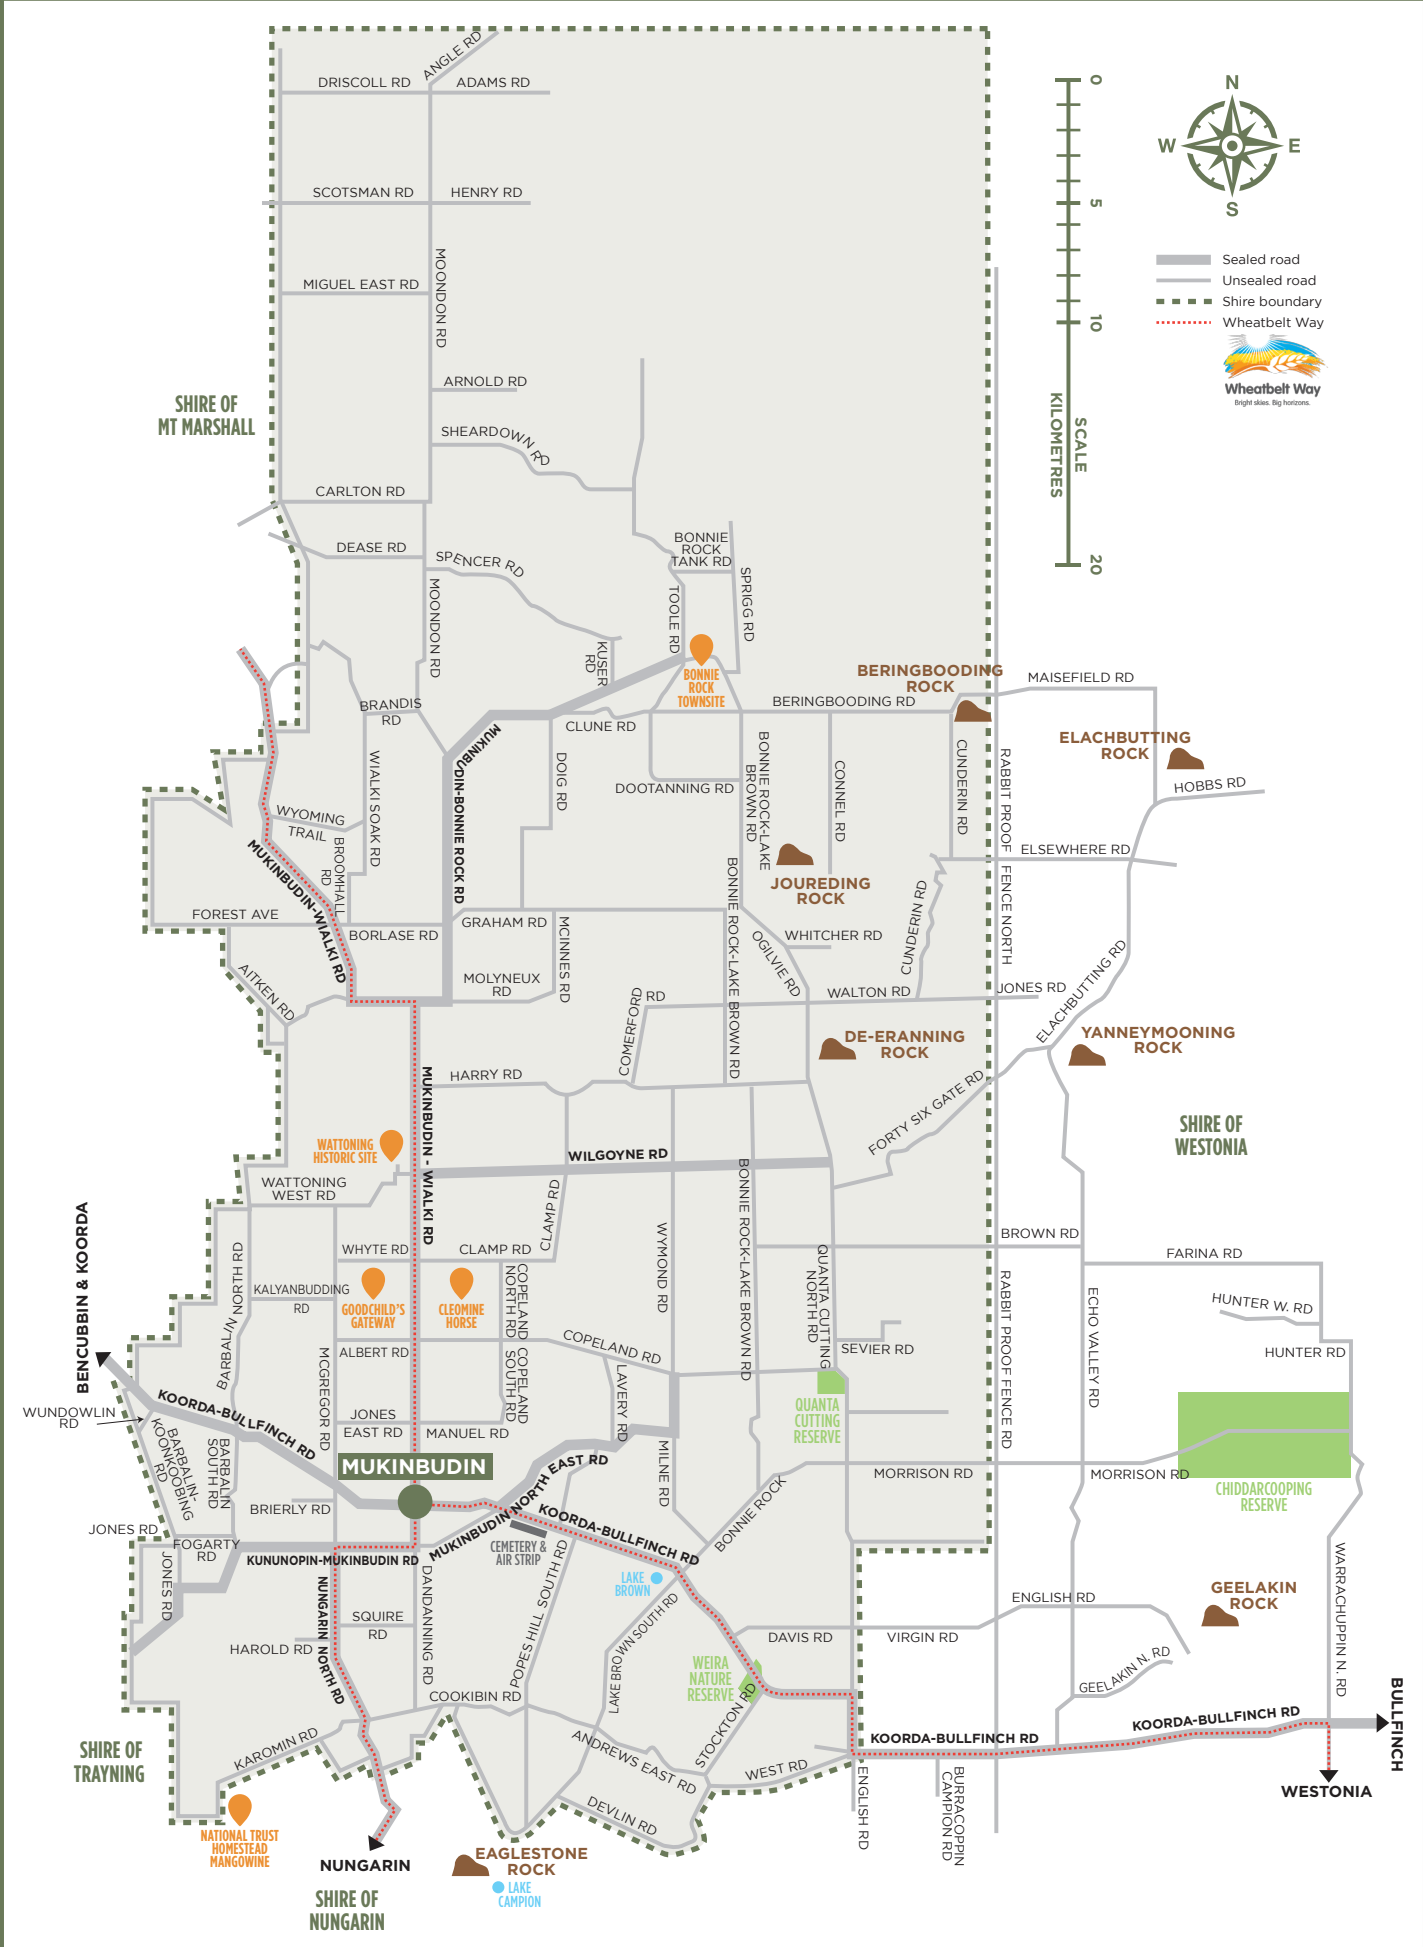 ANGLE RD
DRISCOLL RD
ADAMS RD
SCOTSMAN RD
HENRY RD
MOONDON RD
MIGUEL EAST RD
ARNOLD RD
SHEARDOWN RD
CARLTON RD
DEASE RD
SPENCER RD
MOONDON RD
BONNIE
ROCK
TANK RD
SPRIGG RD
TOOLE RD
KUSER
RD
SHIRE OF
MT MARSHALL
0
5
10
20
SCALE
KILOMETRES
N
W
E
S
Sealed road
Unsealed road
Shire boundary
Wheatbelt Way
Wheatbelt Way
Bright skies. Big horizons.
BONNIE
ROCK
TOWNSITE
BERINGBOODING
ROCK
BERINGBOODING RD
MAISEFIELD RD
ELACHBUTTING
ROCK
HOBBS RD
BRANDIS
RD
CLUNE RD
MUKINBUDIN-BONNIE ROCK RD
WIALKI SOAK RD
DOIG RD
DOOTANNING RD
BONNIE ROCK-LAKE
BROWN RD
CONNEL RD
CUNDERIN RD
RABBIT PROOF FENCE NORTH
WYOMING
TRAIL
BROOMHALL
RD
MUKINBUDIN-WIALKI RD
ELSEWHERE RD
JOUREDING
ROCK
FOREST AVE
BORLASE RD
GRAHAM RD
MCINNES RD
BONNIE ROCK-LAKE BROWN RD
OGILVIE RD
WHITCHER RD
CUNDERIN RD
AITKEN RD
MOLYNEUX
RD
WALTON RD
JONES RD
ELACHBUTTING RD
COMERFORD
RD
DE-ERANNING
ROCK
YANNEYMOONING
ROCK
HARRY RD
FORTY SIX GATE RD
SHIRE OF
WESTONIA
MUKINBUDIN - WIALKI RD
WATTONING
HISTORIC SITE
WILGOYNE RD
WATTONING
WEST RD
CLAMP RD
WYMOND RD
BONNIE ROCK-LAKE BROWN RD
BENCUBBIN & KOORDA
BARBALIN NORTH RD
WHYTE RD
CLAMP RD
QUANTA CUTTING
NORTH RD
BROWN RD
FARINA RD
KALYANBUDDING
RD
GOODCHILD'S
GATEWAY
CLEOMINE
HORSE
COPELAND
NORTH RD
RABBIT PROOF FENCE RD
ECHO VALLEY RD
HUNTER W. RD
MCGREGOR RD
ALBERT RD
COPELAND
SOUTH RD
COPELAND RD
LAVERY RD
SEVIER RD
HUNTER RD
WUNDOWLIN
RD
KOORDA-BULLFINCH RD
BARBALIN-
KOONKOOBING
RD
BARBALIN
SOUTH RD
JONES
EAST RD
MANUEL RD
QUANTA
CUTTING
RESERVE
MUKINBUDIN
MILNE RD
MORRISON RD
MORRISON RD
CHIDDARCOOPING
RESERVE
BRIERLY RD
MUKINBUDIN NORTH EAST RD
BONNIE ROCK
JONES RD
FOGARTY
RD
KUNUNOPIN-MUKINBUDIN RD
CEMETERY &
AIR STRIP
KOORDA-BULLFINCH RD
JONES RD
NUNGARIN NORTH RD
DANDANNING RD
POPES HILL SOUTH RD
LAKE
BROWN
LAKE BROWN SOUTH RD
ENGLISH RD
GEELAKIN
ROCK
WARRACHUPPIN N. RD
SQUIRE
RD
HAROLD RD
DAVIS RD
VIRGIN RD
WEIRA
NATURE
RESERVE
STOCKTON RD
GEELAKIN N. RD
COOKIBIN RD
KAROMIN RD
ANDREWS EAST RD
WEST RD
KOORDA-BULLFINCH RD
KOORDA-BULLFINCH RD
BULLFINCH
WESTONIA
SHIRE OF
TRAYNING
DEVLIN RD
ENGLISH RD
BURRACOPPIN
CAMPION RD
NATIONAL TRUST
HOMESTEAD
MANGOWINE
NUNGARIN
EAGLESTONE
ROCK
LAKE
CAMPION
SHIRE OF
NUNGARIN